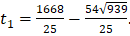 t₁ = 1668/25 − 54√939/25.